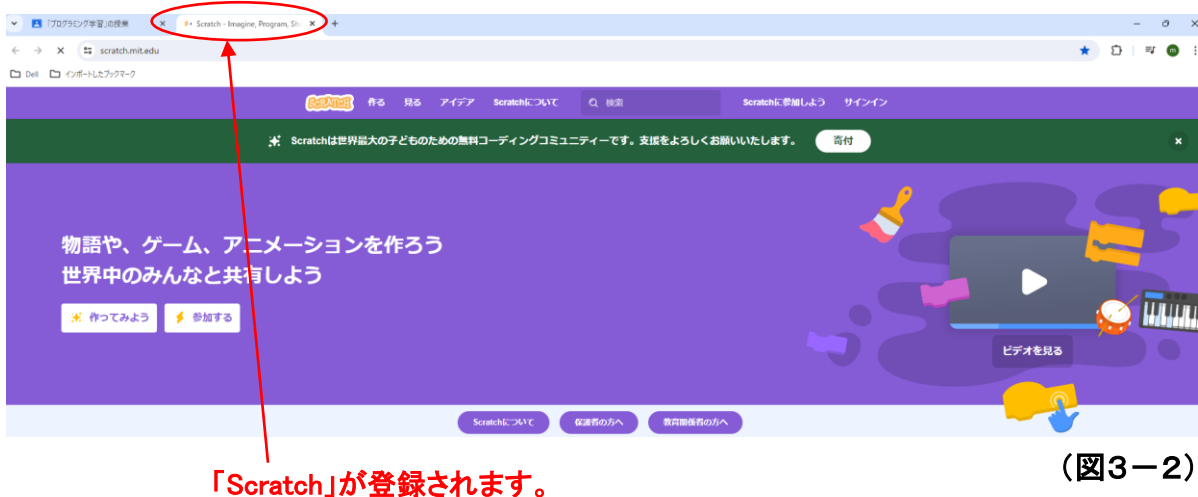 「プログラミング学習」の授業
Scratch - Imagine, Program, Sh
scratch.mit.edu
Dell インポートしたブックマーク
SCRATCH 作る 見る アイデア Scratchについて 検索 Scratchに参加しよう サインイン
Scratchは世界最大の子どものための無料コーディングコミュニティーです。支援をよろしくお願いいたします。 寄付
物語や、ゲーム、アニメーションを作ろう
世界中のみんなと共有しよう
作ってみよう 参加する
ビデオを見る
Scratchについて 保護者の方へ 教育関係者の方へ
「Scratch」が登録されます。
（図３－２）